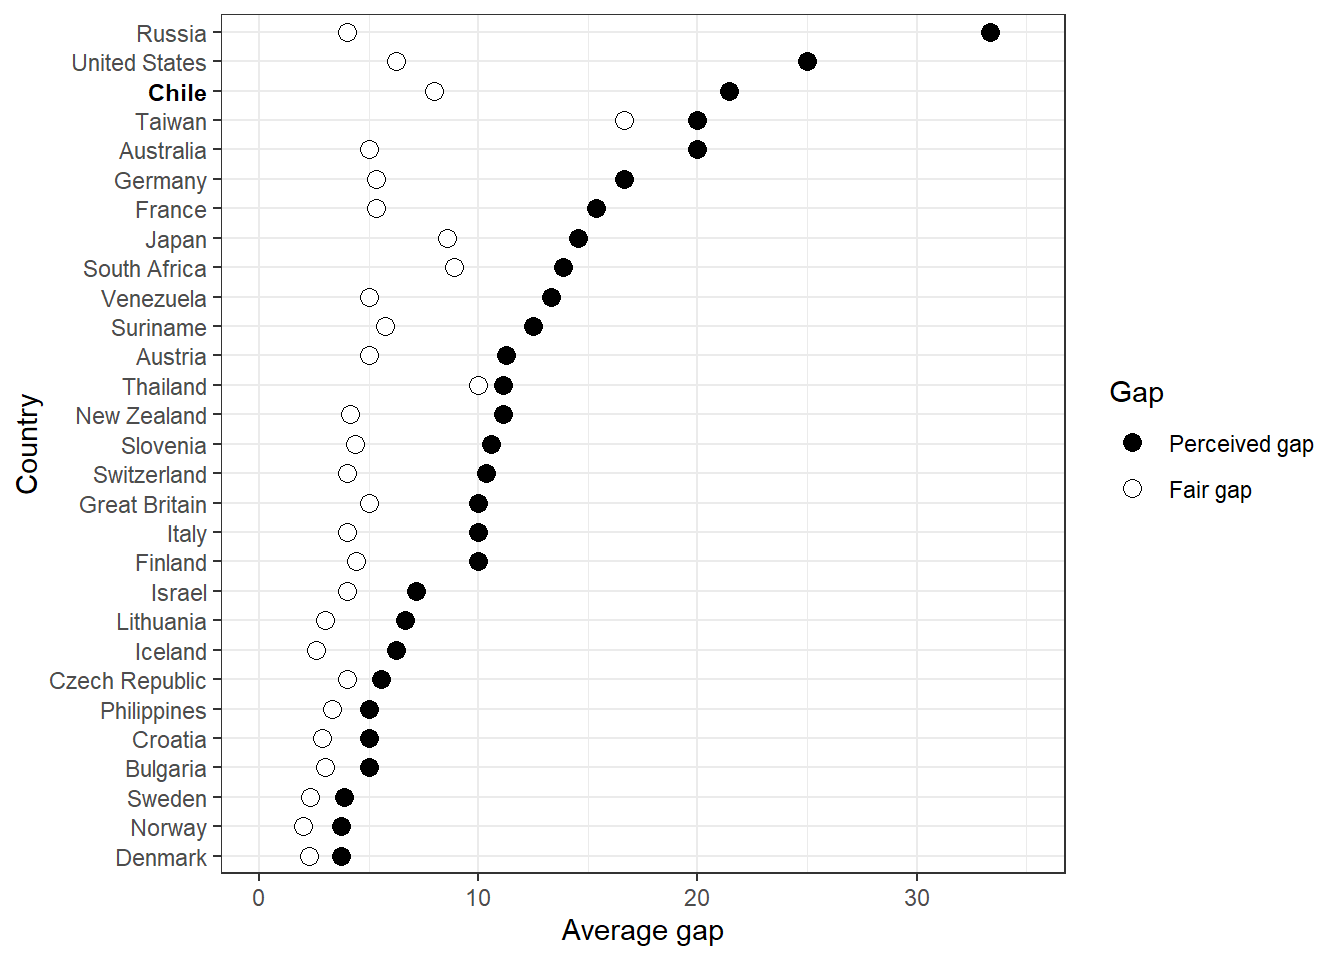 Russia
United States
Chile
Taiwan
Australia
Germany
France
Japan
South Africa
Venezuela
Suriname
Austria
Thailand
New Zealand
Slovenia
Switzerland
Great Britain
Italy
Finland
Israel
Lithuania
Iceland
Czech Republic
Philippines
Croatia
Bulgaria
Sweden
Norway
Denmark
Country
0 10 20 30
Average gap
Gap
Perceived gap
Fair gap